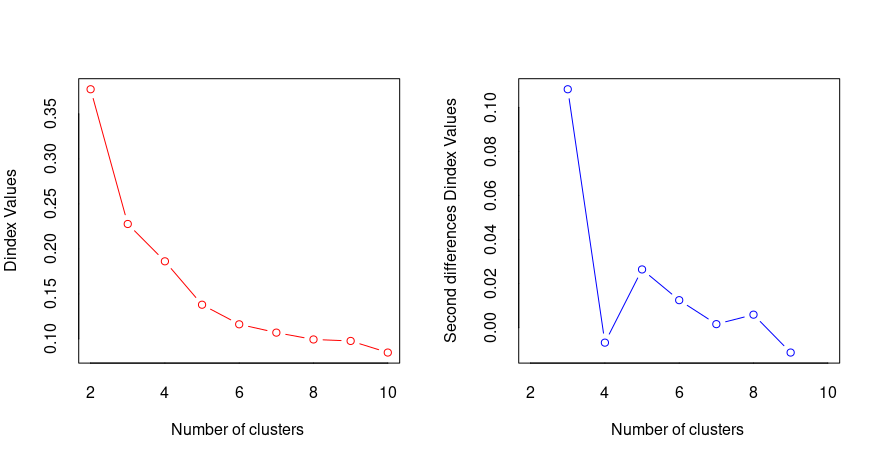 Dindex Values
0.10 0.15 0.20 0.25 0.30 0.35
2 4 6 8 10
Number of clusters
Second differences Dindex Values
0.00 0.02 0.04 0.06 0.08 0.10
2 4 6 8 10
Number of clusters